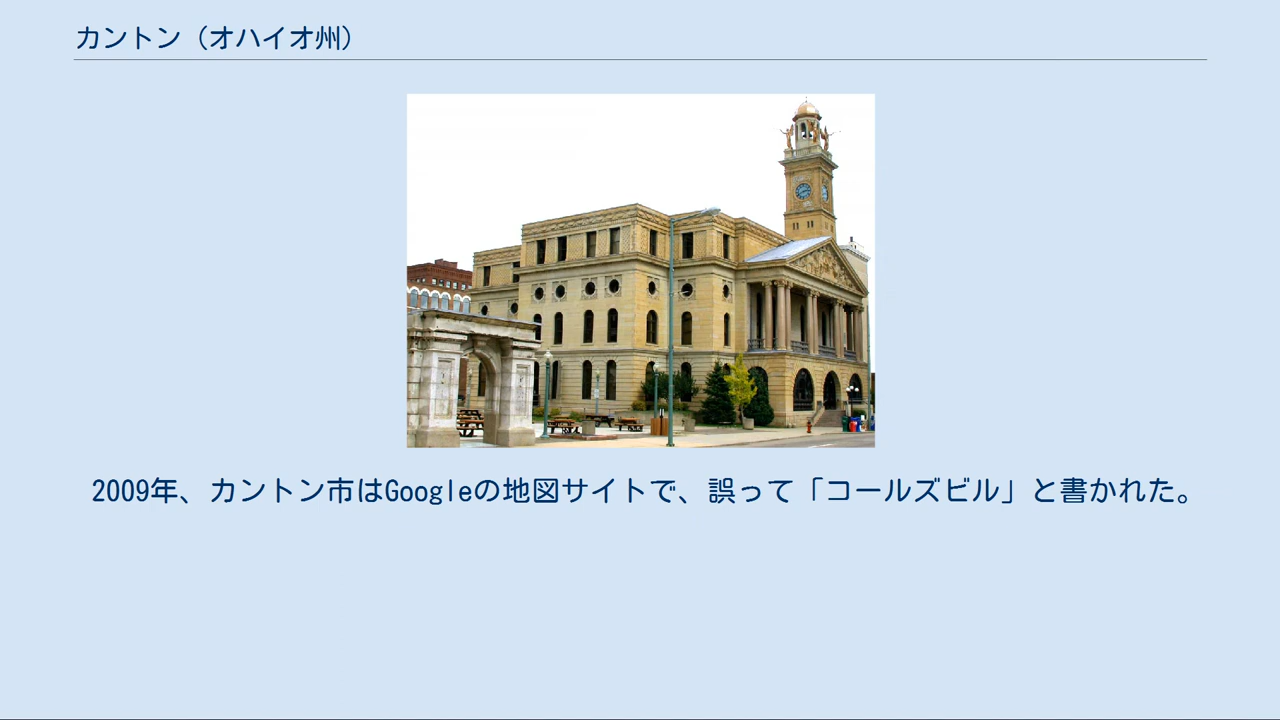 カントン（オハイオ州）
2009年、カントン市はGoogleの地図サイトで、誤って「コールズビル」と書かれた。